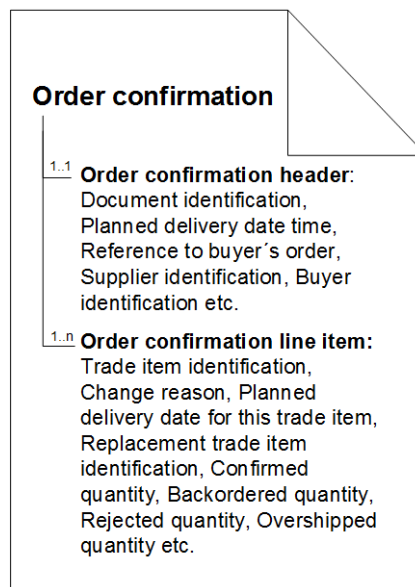 Order confirmation
1..1
Order confirmation header:
Document identification,
Planned delivery date time,
Reference to buyer´s order,
Supplier identification, Buyer
identification etc.
1..n
Order confirmation line item:
Trade item identification,
Change reason, Planned
delivery date for this trade item,
Replacement trade item
identification, Confirmed
quantity, Backordered quantity,
Rejected quantity, Overshipped
quantity etc.